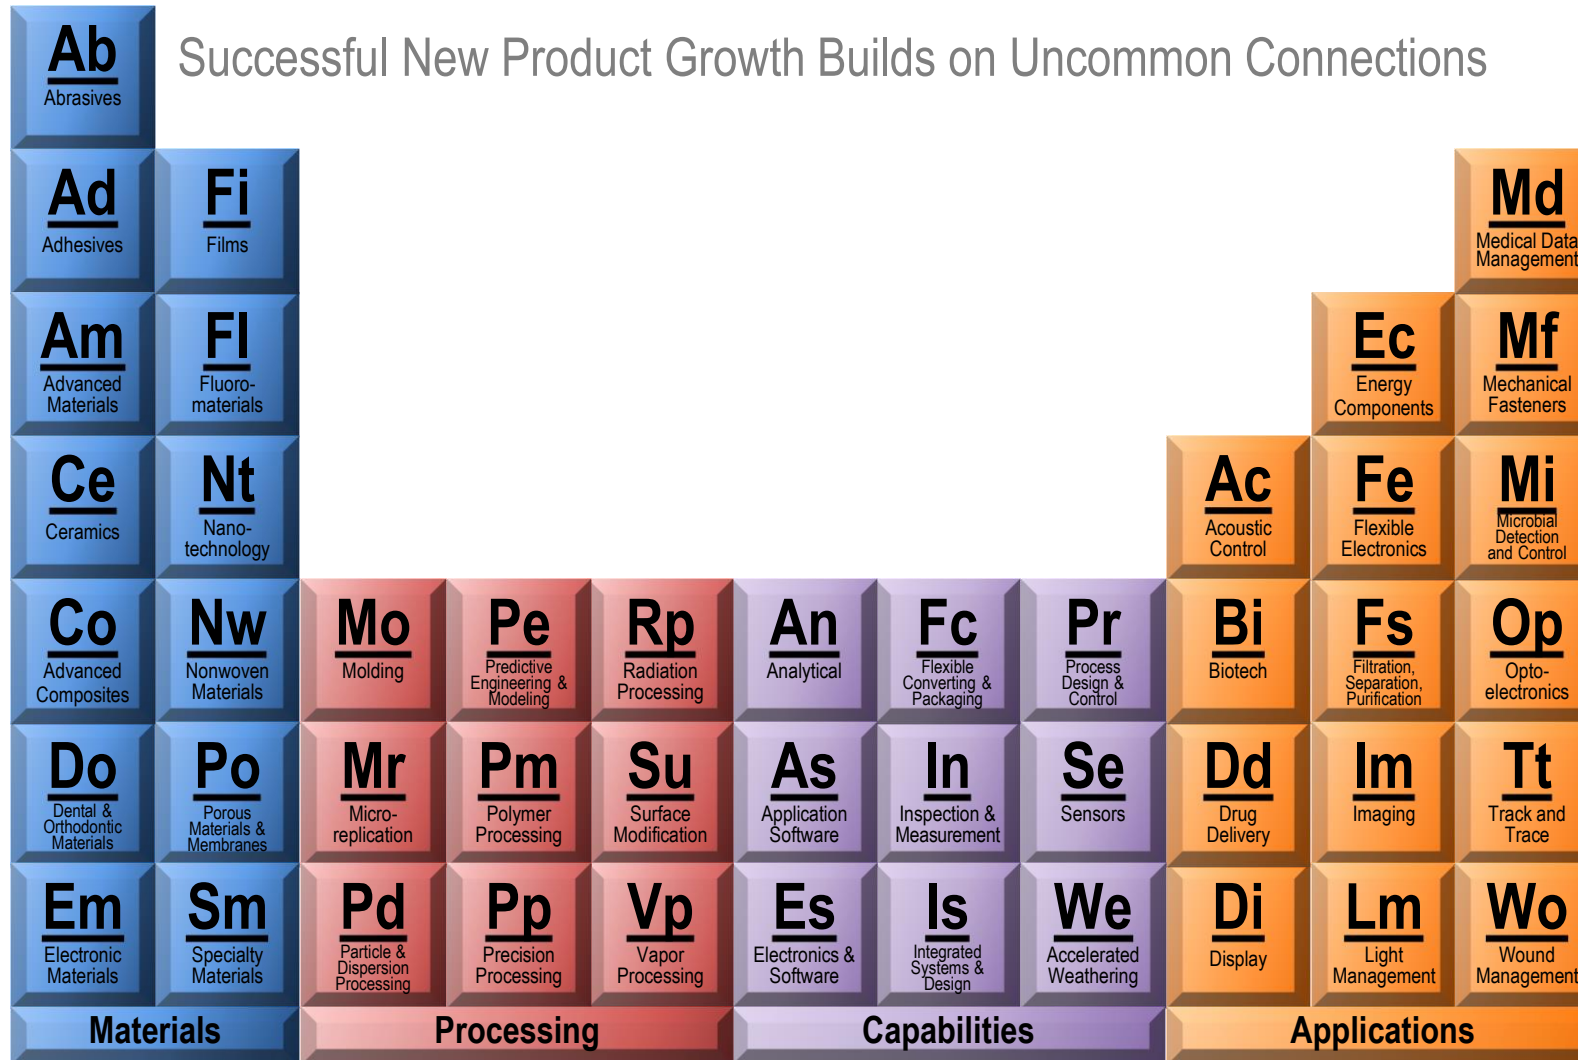 Successful New Product Growth Builds on Uncommon Connections
Ab
Abrasives
Ad
Adhesives
Fi
Films
Md
Medical Data
Management
Am
Advanced
Materials
Fl
Fluoro-
materials
Ec
Energy
Components
Mf
Mechanical
Fasteners
Ce
Ceramics
Nt
Nano-
technology
Ac
Acoustic
Control
Fe
Flexible
Electronics
Mi
Microbial
Detection
and Control
Co
Advanced
Composites
Nw
Nonwoven
Materials
Mo
Molding
Pe
Predictive
Engineering &
Modeling
Rp
Radiation
Processing
An
Analytical
Fc
Flexible
Converting &
Packaging
Pr
Process
Design &
Control
Bi
Biotech
Fs
Filtration,
Separation,
Purification
Op
Opto-
electronics
Do
Dental &
Orthodontic
Materials
Po
Porous
Materials &
Membranes
Mr
Micro-
replication
Pm
Polymer
Processing
Su
Surface
Modification
As
Application
Software
In
Inspection &
Measurement
Se
Sensors
Dd
Drug
Delivery
Im
Imaging
Tt
Track and
Trace
Em
Electronic
Materials
Sm
Specialty
Materials
Pd
Particle &
Dispersion
Processing
Pp
Precision
Processing
Vp
Vapor
Processing
Es
Electronics &
Software
Is
Integrated
Systems &
Design
We
Accelerated
Weathering
Di
Display
Lm
Light
Management
Wo
Wound
Management
Materials
Processing
Capabilities
Applications